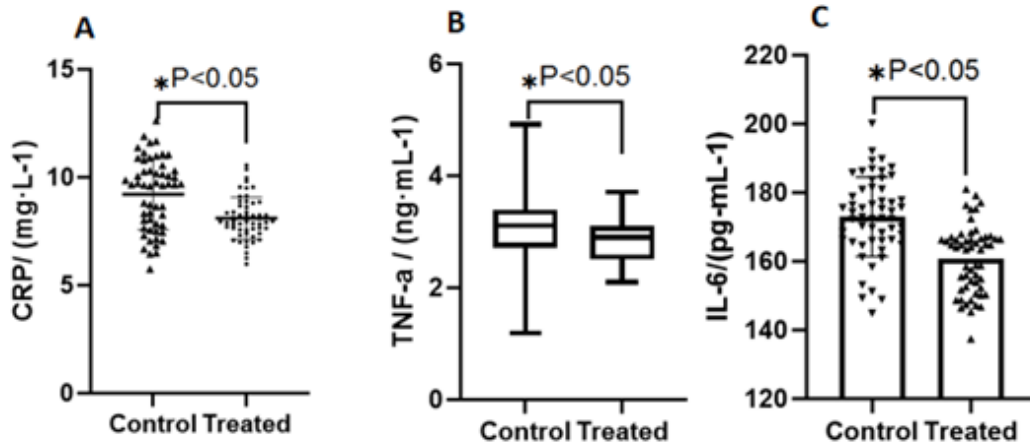 A
CRP/ (mg·L-1)
15
10
5
0
∗P<0.05
Control Treated
B
TNF-a / (ng·mL-1)
6
4
2
0
∗P<0.05
Control Treated
C
IL-6/(pg-mL-1)
220
200
180
160
140
120
∗P<0.05
Control Treated